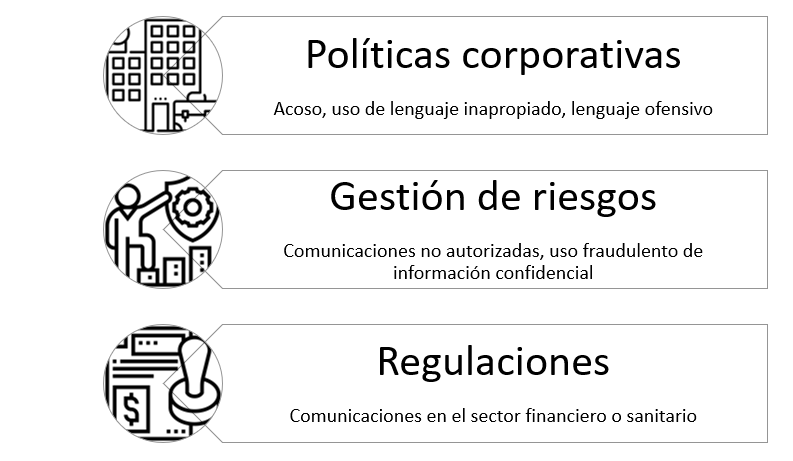 Políticas corporativas
Acoso, uso de lenguaje inapropiado, lenguaje ofensivo
Gestión de riesgos
Comunicaciones no autorizadas, uso fraudulento de
información confidencial
Regulaciones
Comunicaciones en el sector financiero o sanitario